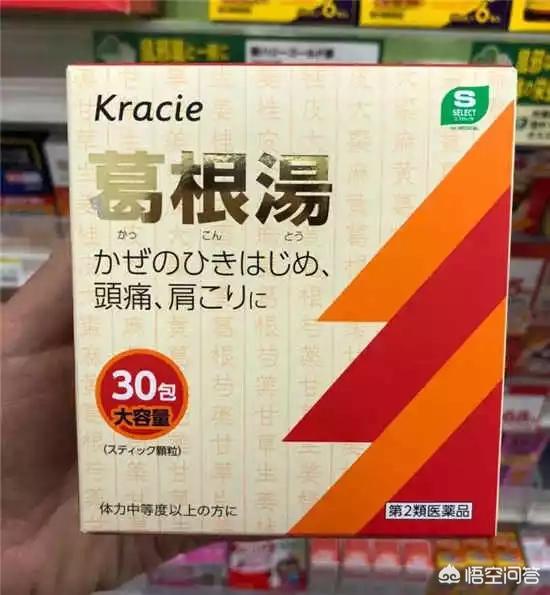 Kracie
S
SELECT
葛根湯
かっ こん とう
かぜのひきはじめ、
頭痛、肩こりに
30包
大容量
(スティック顆粒)
体力中等度以上の方に
第2類医薬品
悟空问答